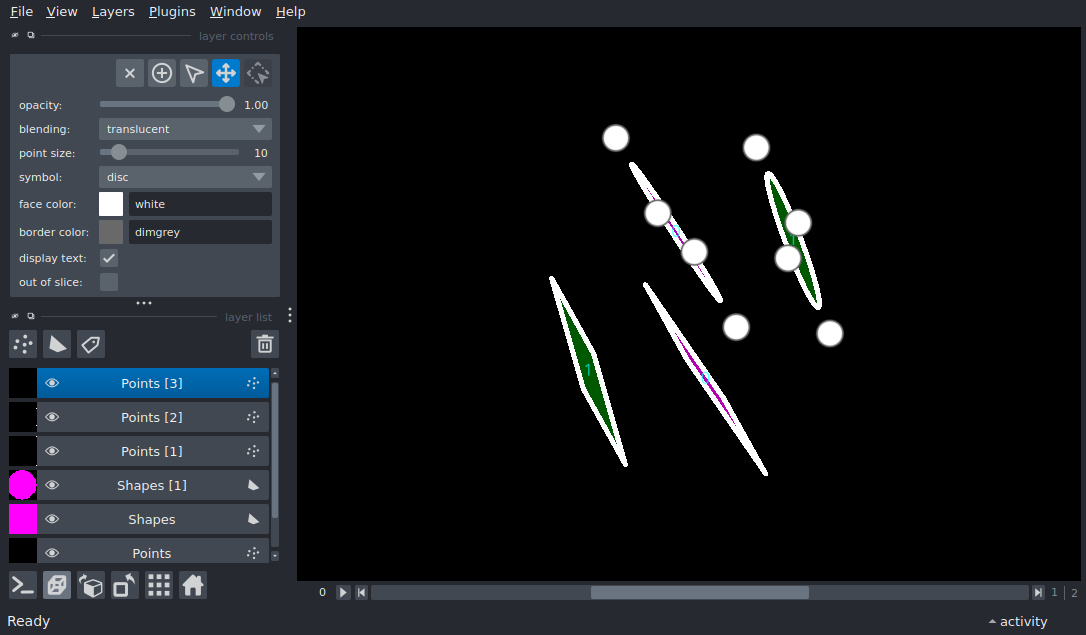 File View Layers Plugins Window Help
layer controls
opacity: 1.00
blending: translucent
point size: 10
symbol: disc
face color: white
border color: dimgrey
display text:
out of slice:
layer list
Points [3]
Points [2]
Points [1]
Shapes [1]
Shapes
Points
1
0 1 2
Ready activity